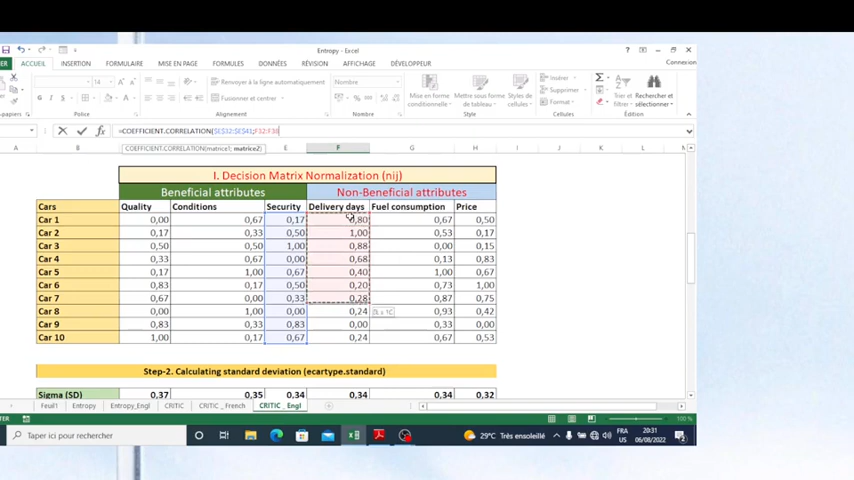 Entropy - Excel
ACCUEIL INSERTION FORMULAIRE MISE EN PAGE FORMULES DONNÉES RÉVISION AFFICHAGE DÉVELOPPEUR Connexion
14 Renvoyer à la ligne automatiquement Nombre Insérer
G Fusionner et centrer % Mise en forme conditionnelle Mettre sous forme de tableau Styles de cellules Supprimer Format Rechercher et sélectionner
=COEFFICIENT.CORRELATION($E$32:$E$41;F32:F38
COEFFICIENT.CORRELATION(matrice1; matrice2)
A B C D E F G H I J K L
I. Decision Matrix Normalization (nij)
Beneficial attributes Non-Beneficial attributes
Cars Quality Conditions Security Delivery days Fuel consumption Price
Car 1 0,00 0,67 0,17 0,80 0,67 0,50
Car 2 0,17 0,33 0,50 1,00 0,53 0,17
Car 3 0,50 0,50 1,00 0,88 0,00 0,15
Car 4 0,33 0,67 0,00 0,68 0,13 0,83
Car 5 0,17 1,00 0,67 0,40 1,00 0,67
Car 6 0,83 0,17 0,50 0,20 0,73 1,00
Car 7 0,67 0,00 0,33 0,28 0,87 0,75
Car 8 0,00 1,00 0,00 0,24 0,93 0,42
Car 9 0,83 0,33 0,83 0,00 0,33 0,00
Car 10 1,00 0,17 0,67 0,24 0,67 0,53
Step-2. Calculating standard deviation (ecartype.standard)
Sigma (SD) 0,37 0,35 0,34 0,34 0,34 0,32
Feuil1 Entropy Entropy_Engl CRITIC CRITIC _ French CRITIC _ Engl
Taper ici pour rechercher 29°C Très ensoleillé FRA 20:31
US 06/08/2022